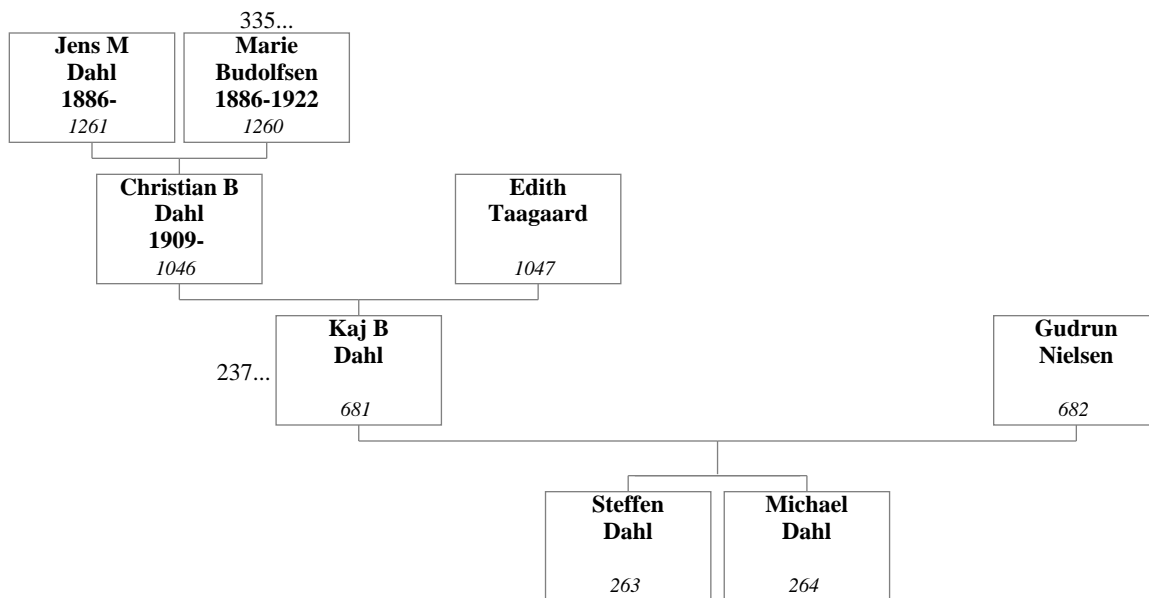 335...
Jens M
Dahl
1886-
1261
Marie
Budolfsen
1886-1922
1260
Christian B
Dahl
1909-
1046
Edith
Taagaard
1047
237...
Kaj B
Dahl
681
Gudrun
Nielsen
682
Steffen
Dahl
263
Michael
Dahl
264